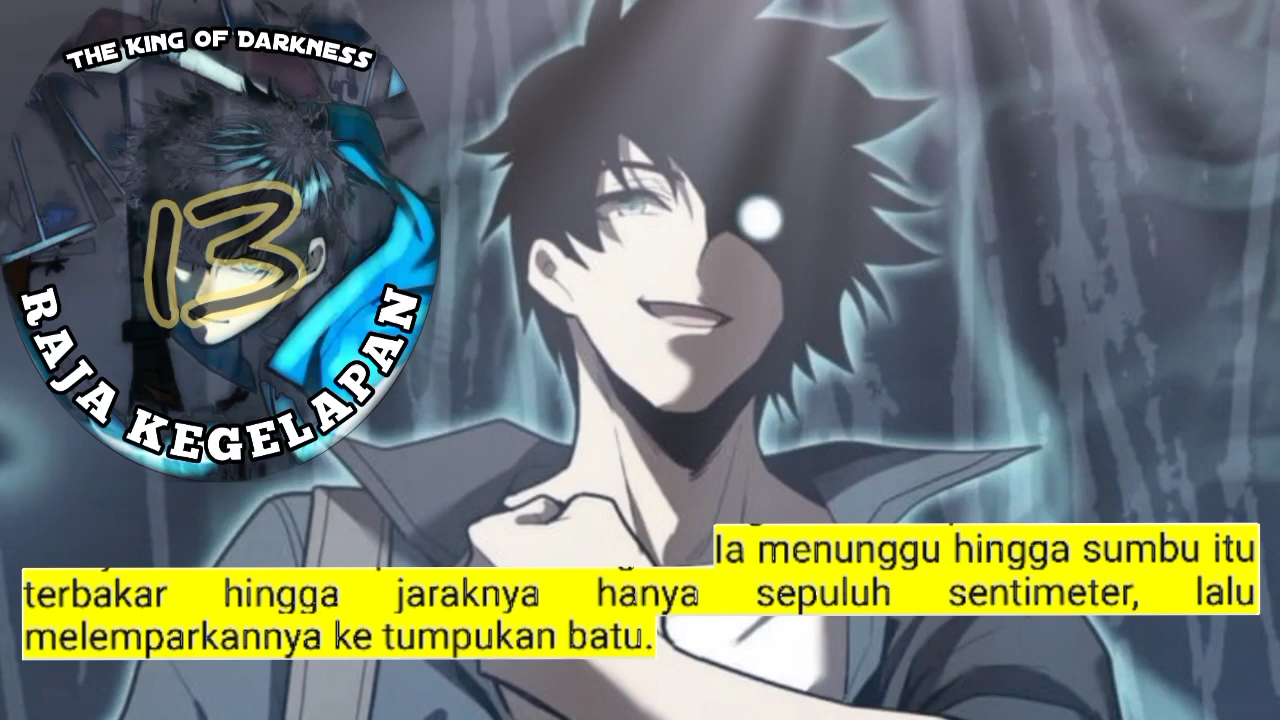 THE KING OF DARKNESS
13
RAJA KEGELAPAN
Ia menunggu hingga sumbu itu
terbakar hingga jaraknya hanya sepuluh sentimeter, lalu
melemparkannya ke tumpukan batu.